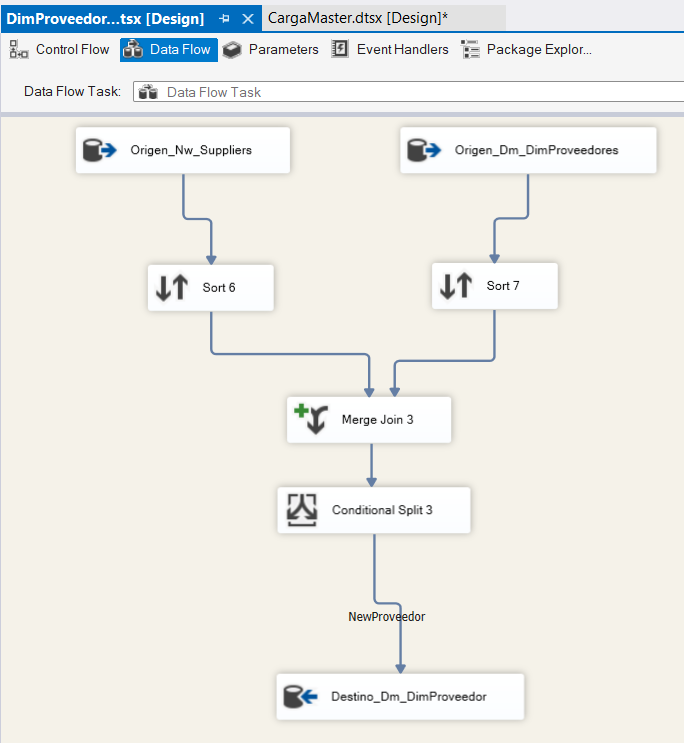 DimProveedor...tsx [Design]
CargaMaster.dtsx [Design]*
Control Flow
Data Flow
Parameters
Event Handlers
Package Explor...
Data Flow Task:
Data Flow Task
Origen_Nw_Suppliers
Origen_Dm_DimProveedores
Sort 6
Sort 7
Merge Join 3
Conditional Split 3
NewProveedor
Destino_Dm_DimProveedor